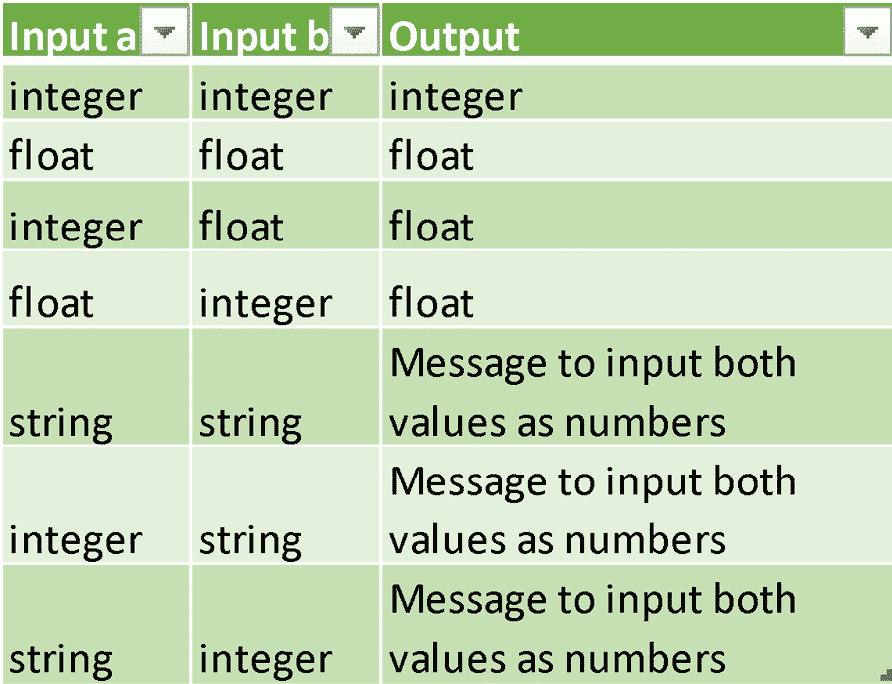 Input a Input b Output
integer integer integer
float float float
integer float float
float integer float
Message to input both
string string values as numbers
Message to input both
integer string values as numbers
Message to input both
string integer values as numbers